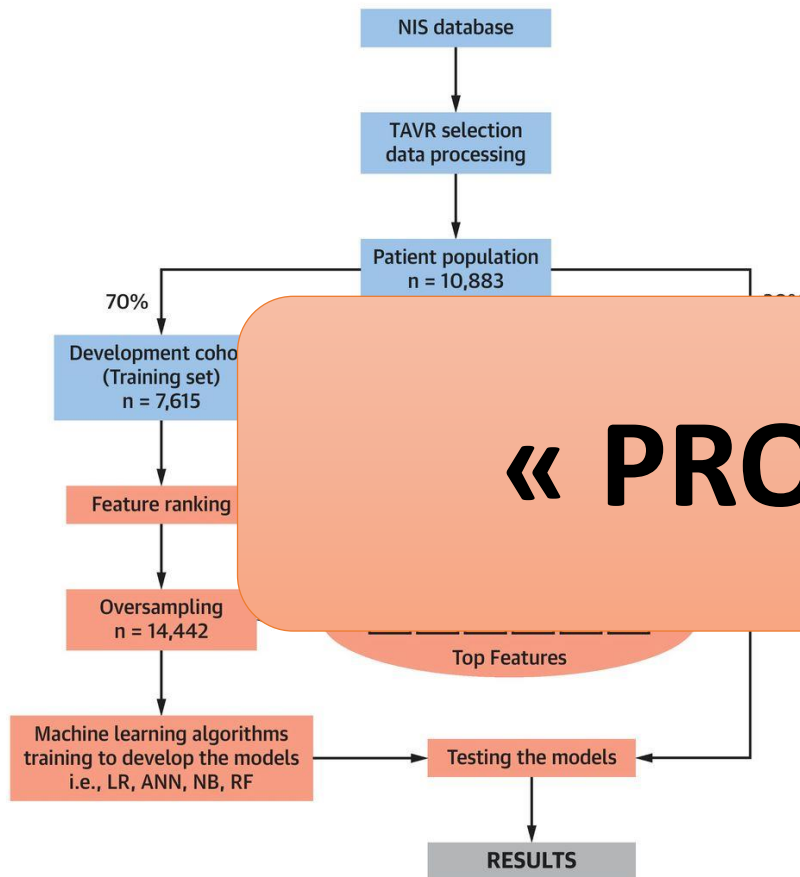 NIS database
TAVR selection
data processing
Patient population
n = 10,883
70%
Development coho
(Training set)
n = 7,615
« PRO
Feature ranking
Oversampling
n = 14,442
Top Features
Machine learning algorithms
training to develop the models
i.e., LR, ANN, NB, RF
Testing the models
RESULTS